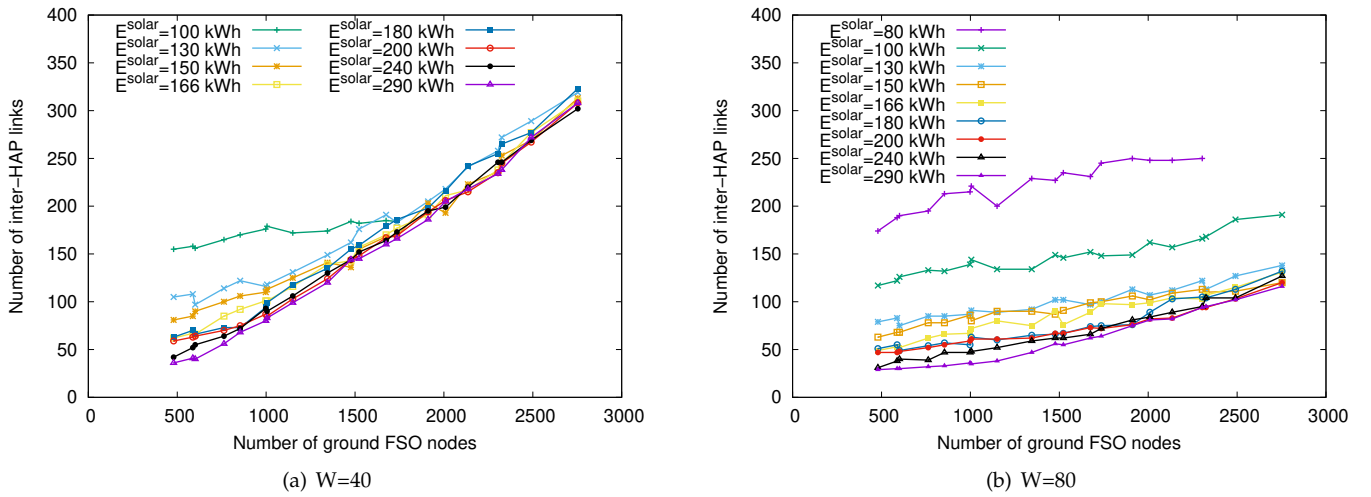 400
350
300
250
200
150
100
50
0
Number of inter−HAP links
E^solar=100 kWh
E^solar=130 kWh
E^solar=150 kWh
E^solar=166 kWh
E^solar=180 kWh
E^solar=200 kWh
E^solar=240 kWh
E^solar=290 kWh
0 500 1000 1500 2000 2500 3000
Number of ground FSO nodes
(a) W=40
400
350
300
250
200
150
100
50
0
Number of inter−HAP links
E^solar=80 kWh
E^solar=100 kWh
E^solar=130 kWh
E^solar=150 kWh
E^solar=166 kWh
E^solar=180 kWh
E^solar=200 kWh
E^solar=240 kWh
E^solar=290 kWh
0 500 1000 1500 2000 2500 3000
Number of ground FSO nodes
(b) W=80